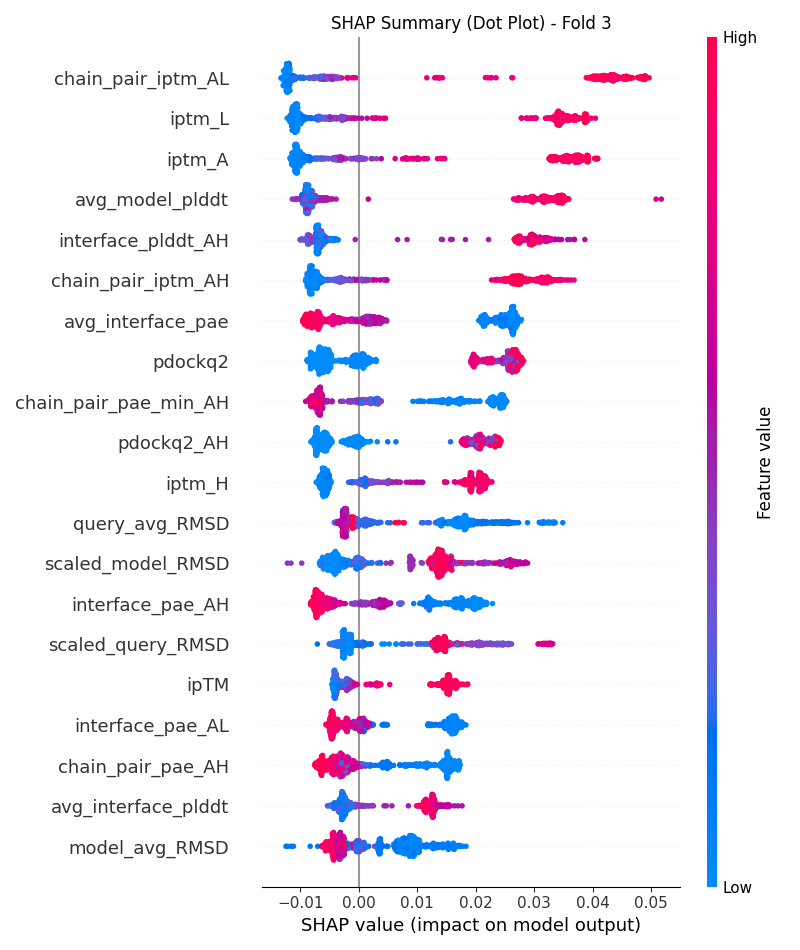 SHAP Summary (Dot Plot) - Fold 3
High
chain_pair_iptm_AL
iptm_L
iptm_A
avg_model_plddt
interface_plddt_AH
chain_pair_iptm_AH
avg_interface_pae
pdockq2
chain_pair_pae_min_AH
pdockq2_AH
iptm_H
query_avg_RMSD
scaled_model_RMSD
interface_pae_AH
scaled_query_RMSD
ipTM
interface_pae_AL
chain_pair_pae_AH
avg_interface_plddt
model_avg_RMSD
Feature value
Low
−0.01 0.00 0.01 0.02 0.03 0.04 0.05
SHAP value (impact on model output)